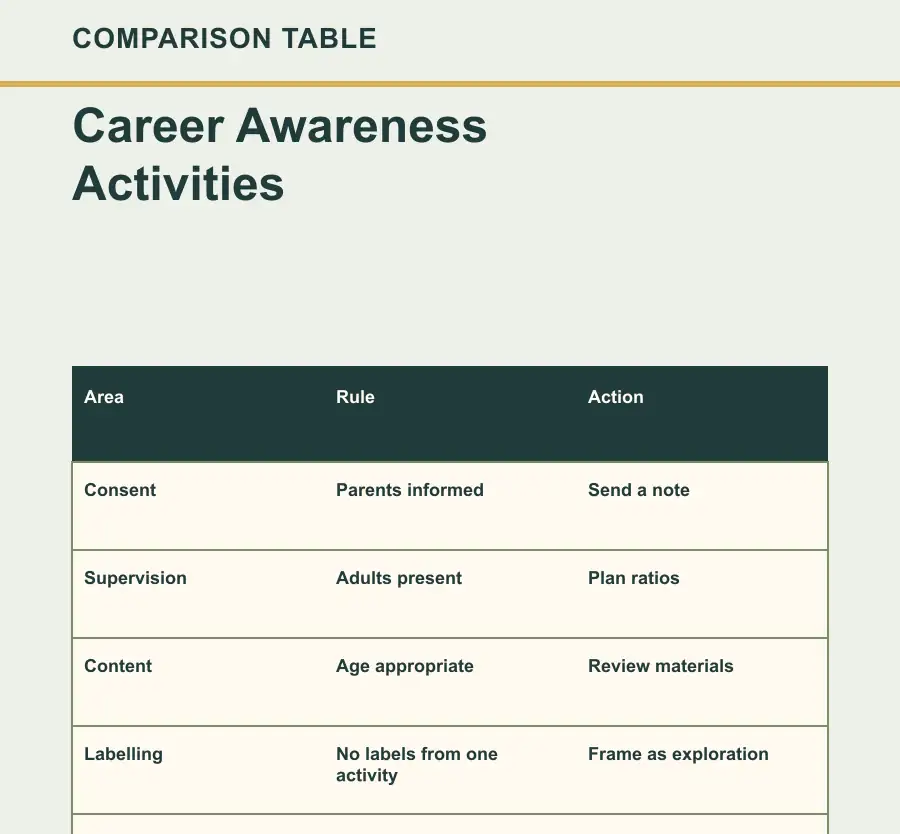 COMPARISON TABLE
Career Awareness
Activities
Area Rule Action
Consent Parents informed Send a note
Supervision Adults present Plan ratios
Content Age appropriate Review materials
Labelling No labels from one Frame as exploration
activity